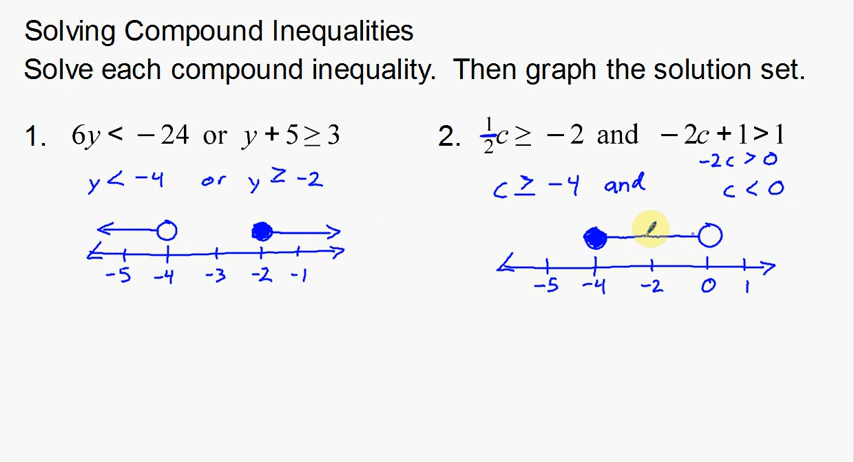 Solving Compound Inequalities
Solve each compound inequality. Then graph the solution set.
1. 6y < − 24 or y + 5 ≥ 3
y < -4 or y ≥ -2
-5 -4 -3 -2 -1
2. 1/2 c ≥ − 2 and − 2c + 1 > 1
-2c > 0
c ≥ -4 and c < 0
-5 -4 -2 0 1